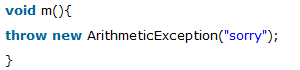 void m(){
throw new ArithmeticException("sorry");
}